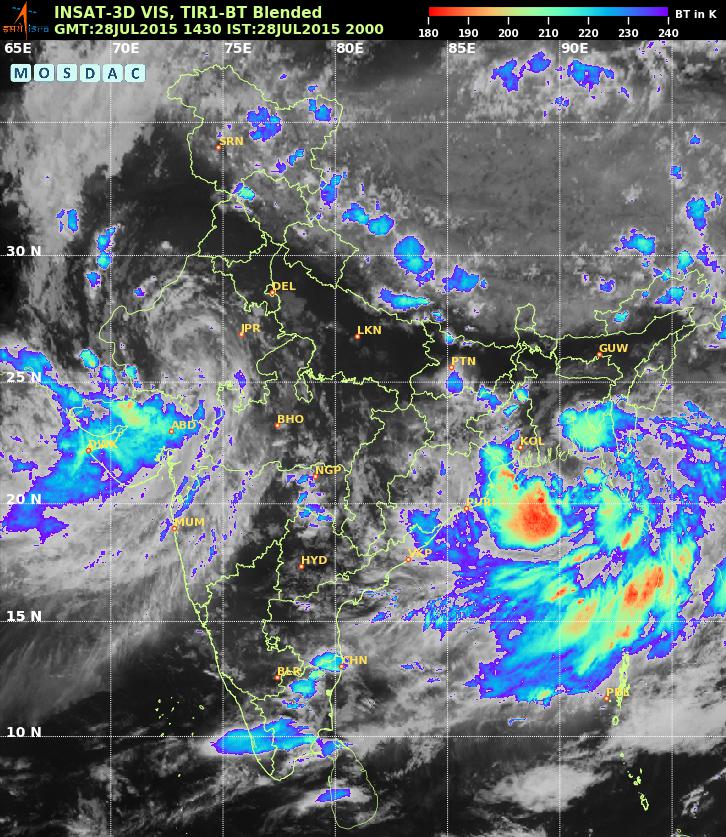 INSAT-3D VIS, TIR1-BT Blended
GMT:28JUL2015 1430 IST:28JUL2015 2000
BT in K
180 190 200 210 220 230 240
65E 70E 75E 80E 85E 90E
MOSDAC
SRN
30 N
DEL
JPR
LKN
GUW
PTN
25 N
BHO
ABD
KOL
DWK
NGP
20 N
PURI
MUM
VKP
HYD
15 N
CHN
BLR
PBL
10 N